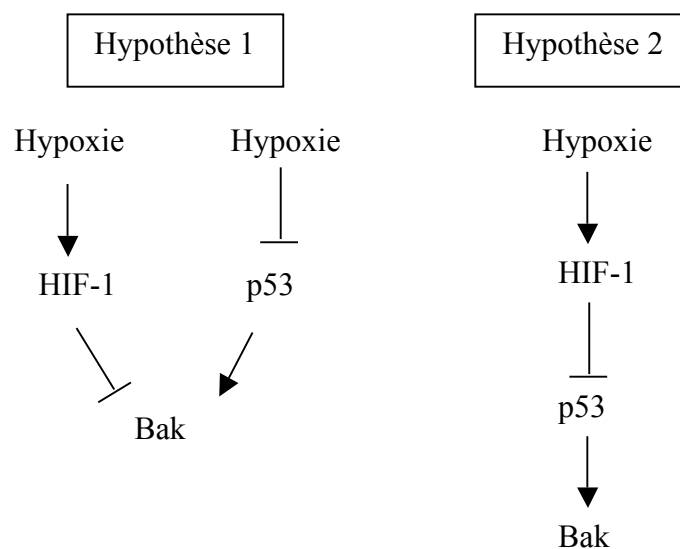 Hypothèse 1
Hypothèse 2
Hypoxie
Hypoxie
Hypoxie
HIF-1
p53
HIF-1
Bak
p53
Bak